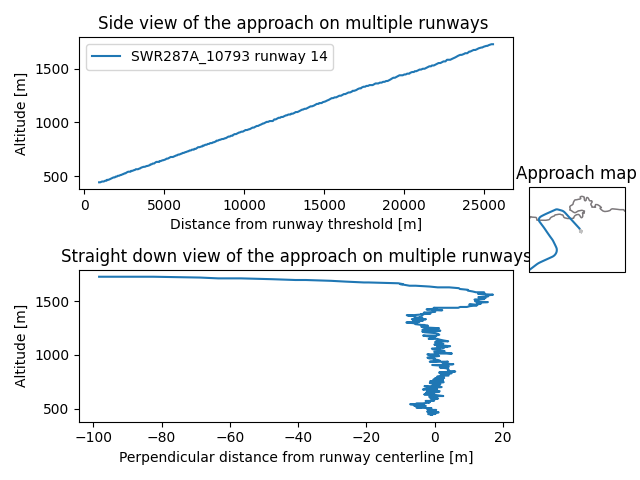 Side view of the approach on multiple runways
SWR287A_10793 runway 14
Altitude [m]
1500
1000
500
0 5000 10000 15000 20000 25000
Distance from runway threshold [m]
Approach map
Straight down view of the approach on multiple runways
Altitude [m]
1500
1000
500
−100 −80 −60 −40 −20 0 20
Perpendicular distance from runway centerline [m]